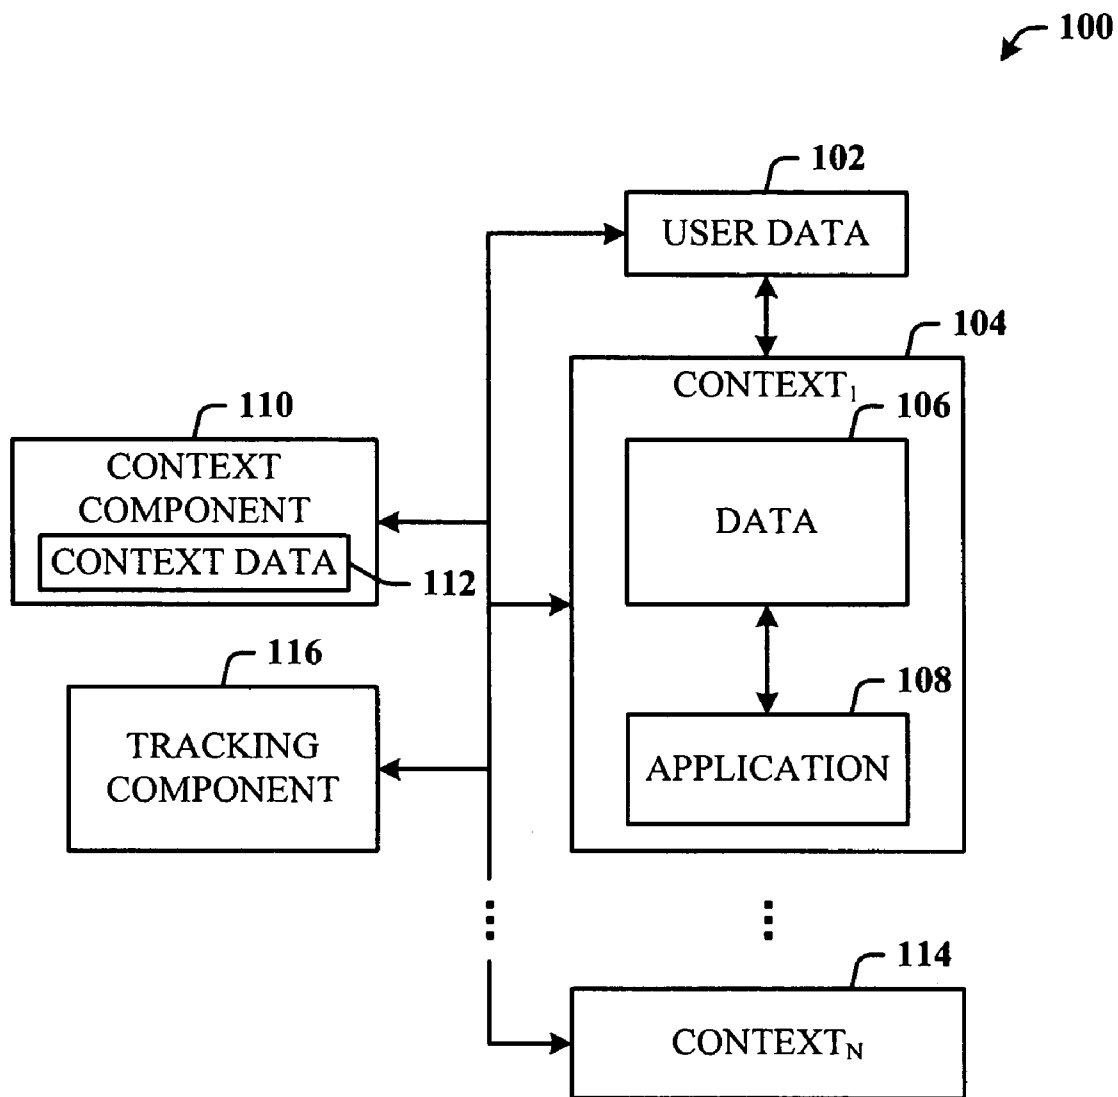 100
102
USER DATA
104
CONTEXT₁
110
106
CONTEXT
COMPONENT
DATA
CONTEXT DATA
112
116
108
TRACKING
COMPONENT
APPLICATION
114
CONTEXT_N